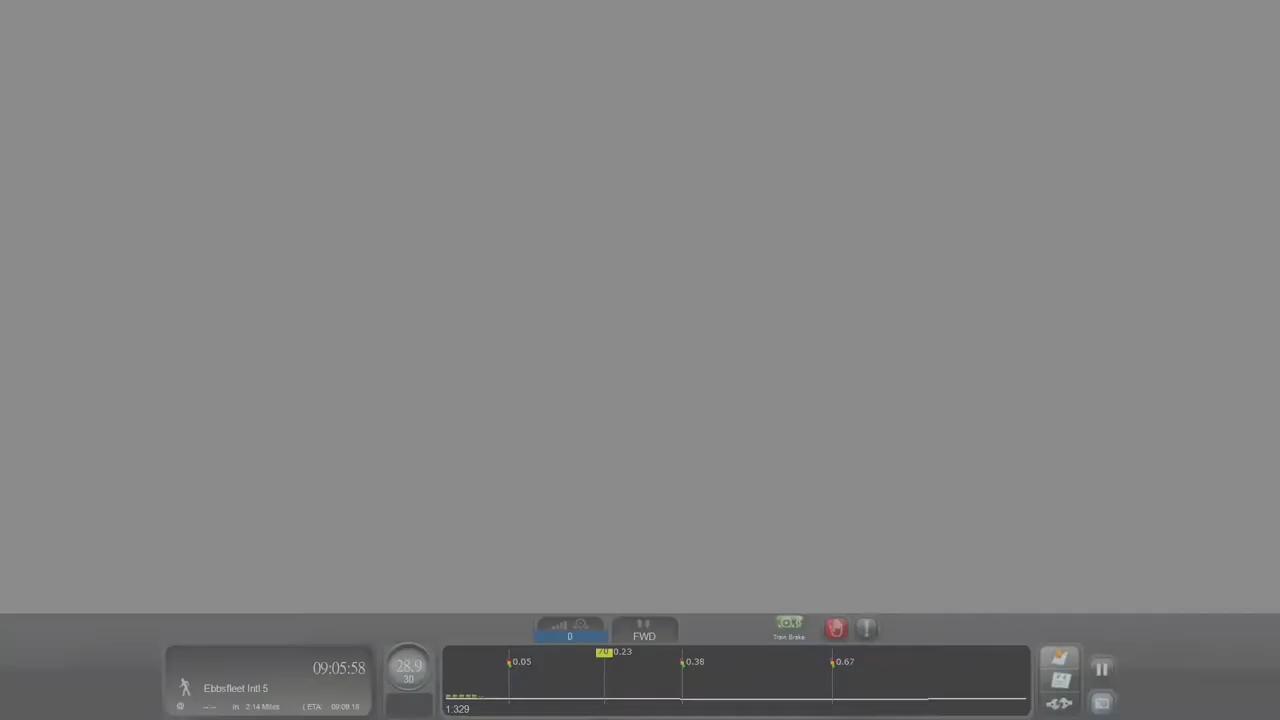 0
FWD
OK
Train Brake
09:05:58
Ebbsfleet Intl 5
@ --:-- in 2.14 Miles ( ETA: 09:09:18
28.9
30
0.05
70 0.23
0.38
0.67
1:329